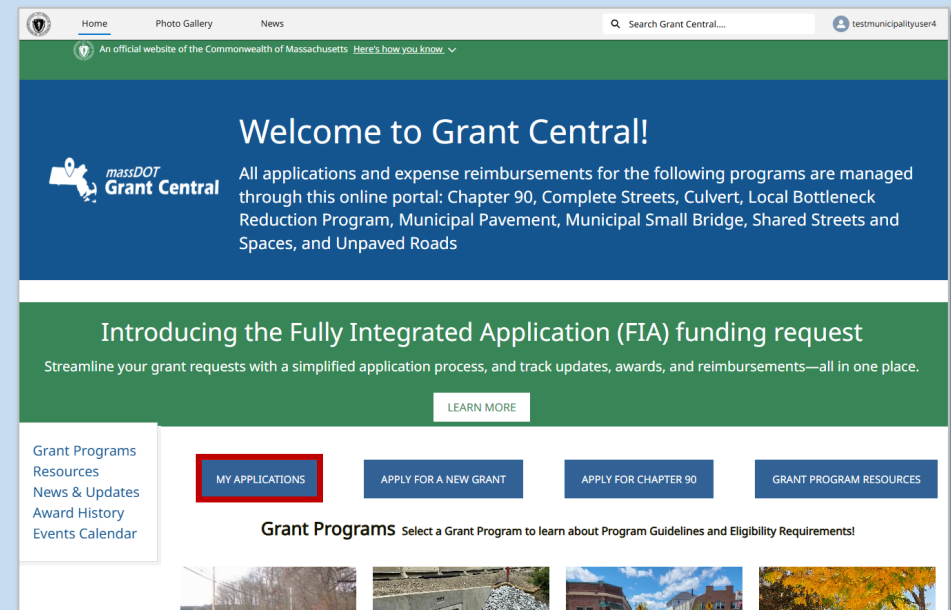 Home
Photo Gallery
News
Search Grant Central....
testmunicipalityuser4
An official website of the Commonwealth of Massachusetts Here's how you know
massDOT
Grant Central
Welcome to Grant Central!
All applications and expense reimbursements for the following programs are managed
through this online portal: Chapter 90, Complete Streets, Culvert, Local Bottleneck
Reduction Program, Municipal Pavement, Municipal Small Bridge, Shared Streets and
Spaces, and Unpaved Roads
Introducing the Fully Integrated Application (FIA) funding request
Streamline your grant requests with a simplified application process, and track updates, awards, and reimbursements—all in one place.
LEARN MORE
Grant Programs
Resources
News & Updates
Award History
Events Calendar
MY APPLICATIONS
APPLY FOR A NEW GRANT
APPLY FOR CHAPTER 90
GRANT PROGRAM RESOURCES
Grant Programs Select a Grant Program to learn about Program Guidelines and Eligibility Requirements!